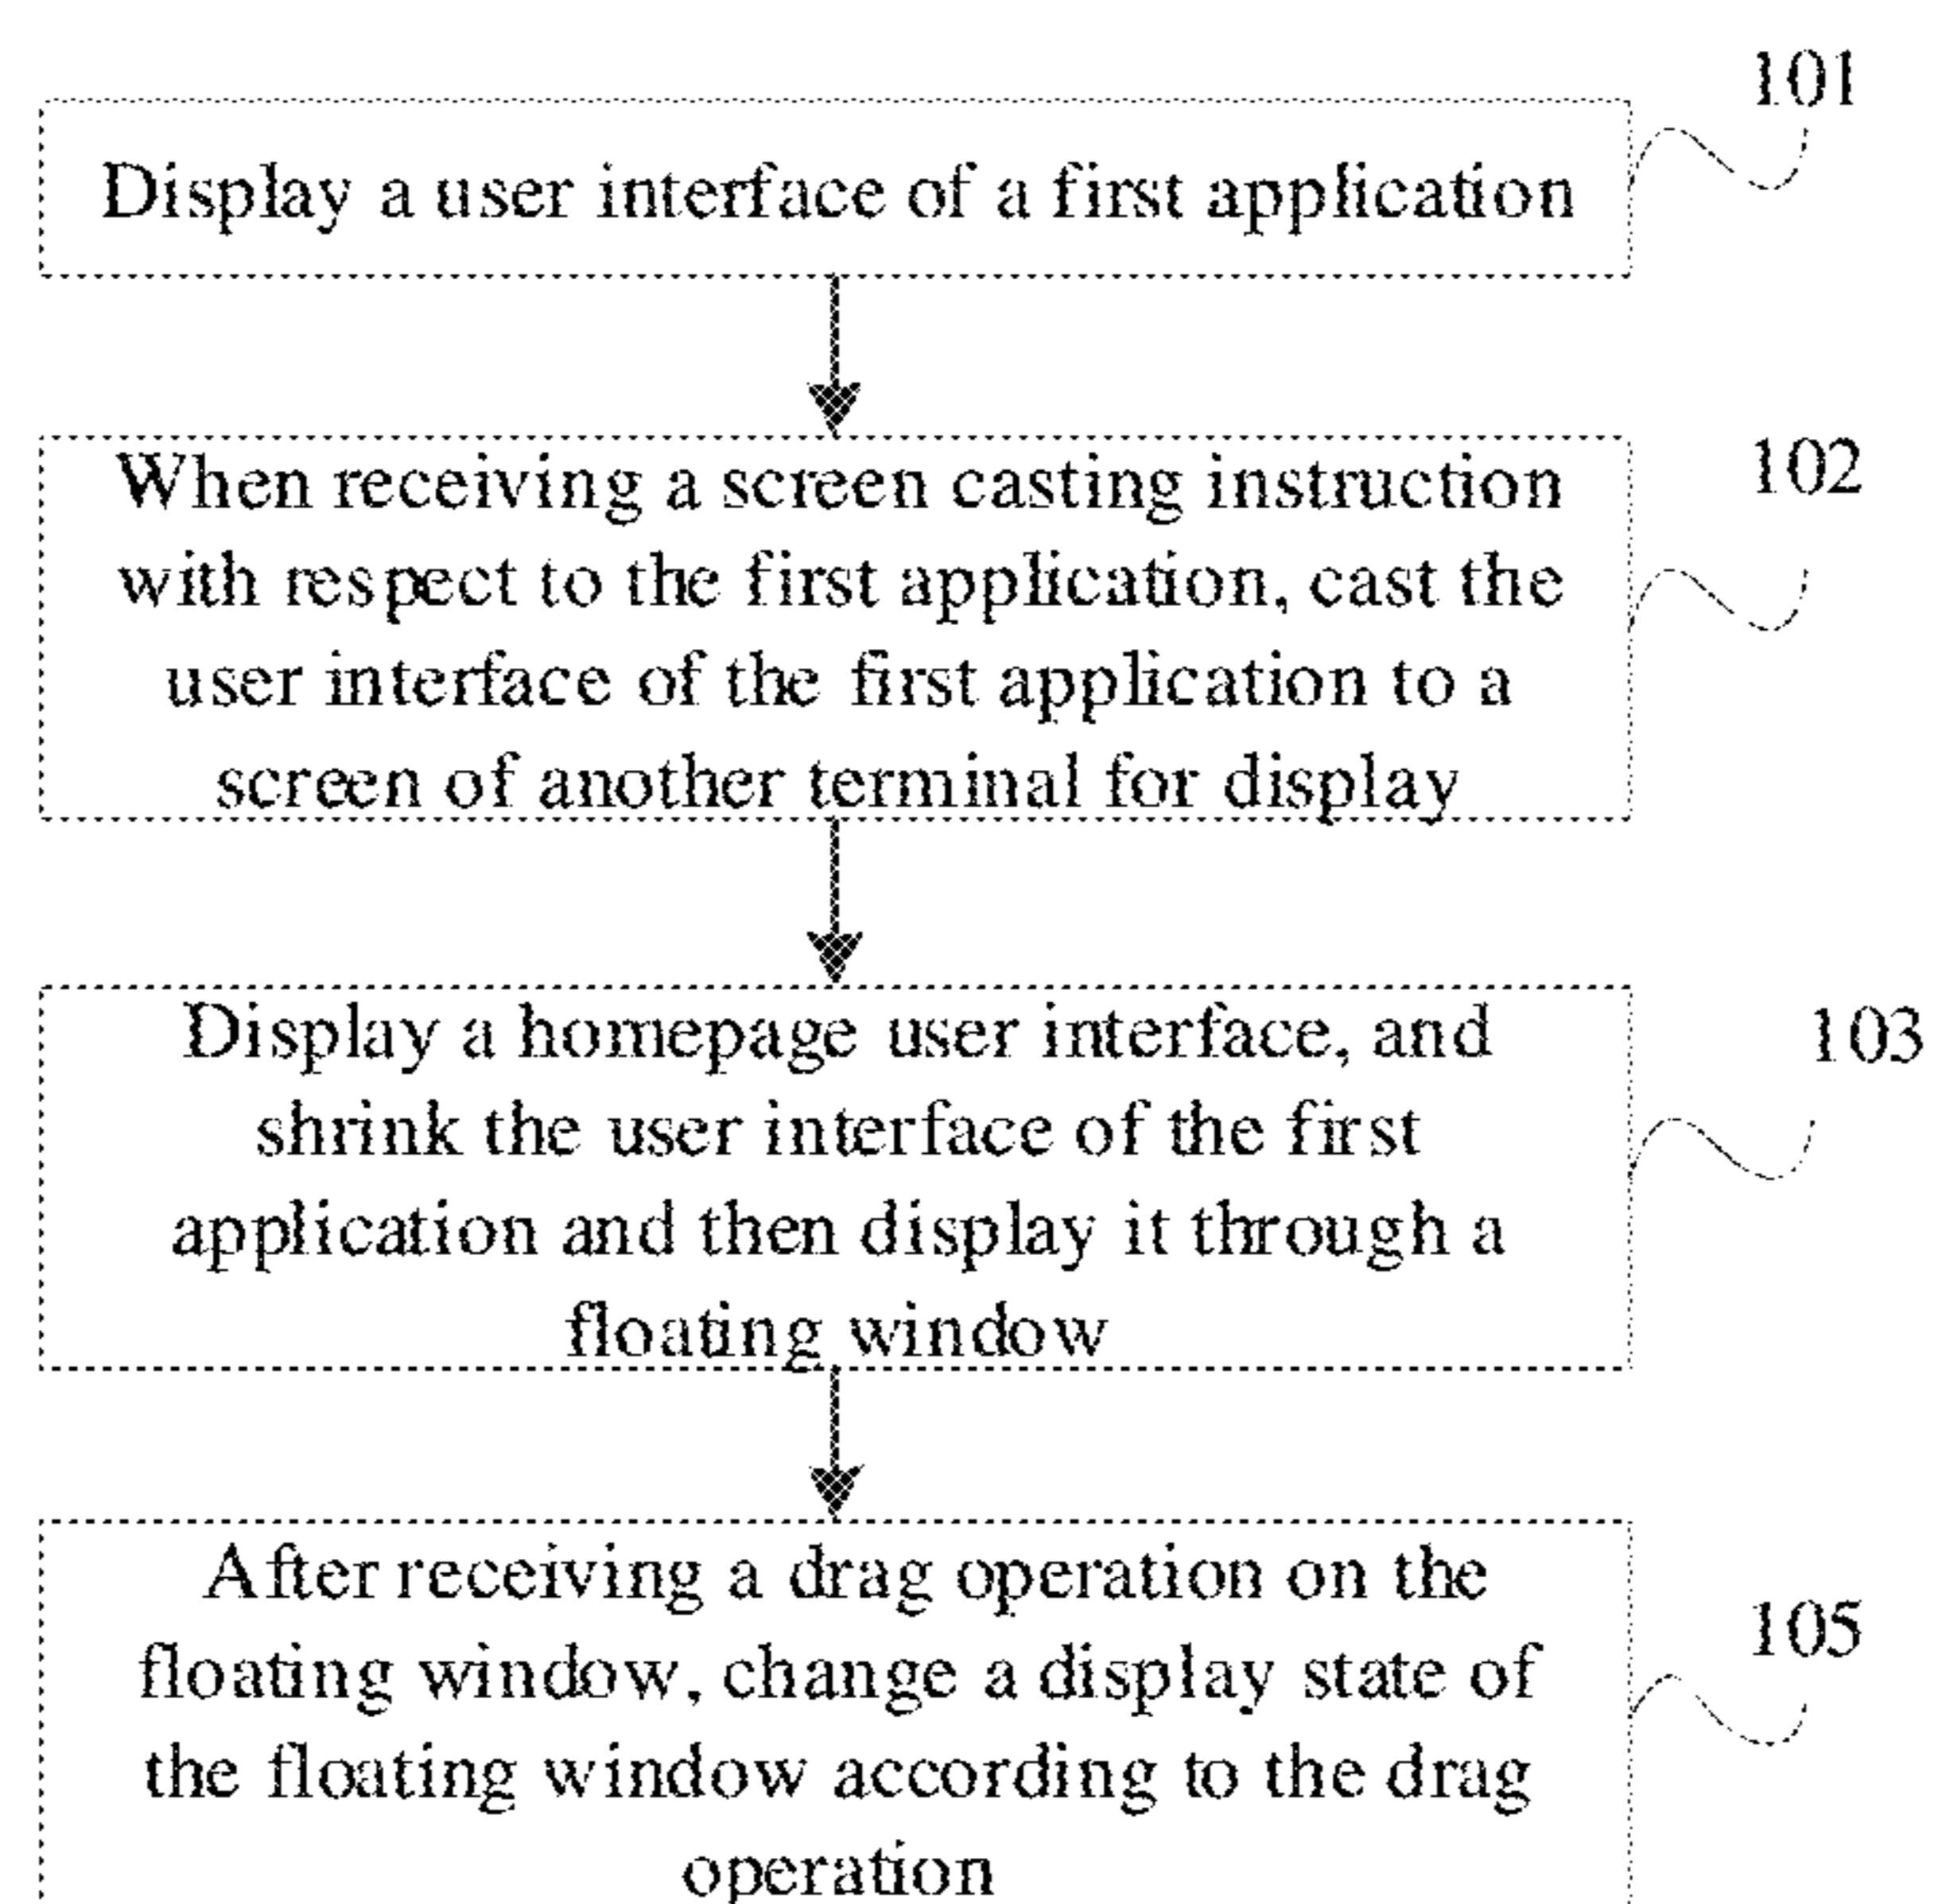 101
Display a user interface of a first application
When receiving a screen casting instruction
102
with respect to the first application, cast the
user interface of the first application to a
screen of another terminal for display
Display a homepage user interface, and
103
shrink the user interface of the first
application and then display it through a
floating window
After receiving a drag operation on the
105
floating window, change a display state of
the floating window according to the drag
operation